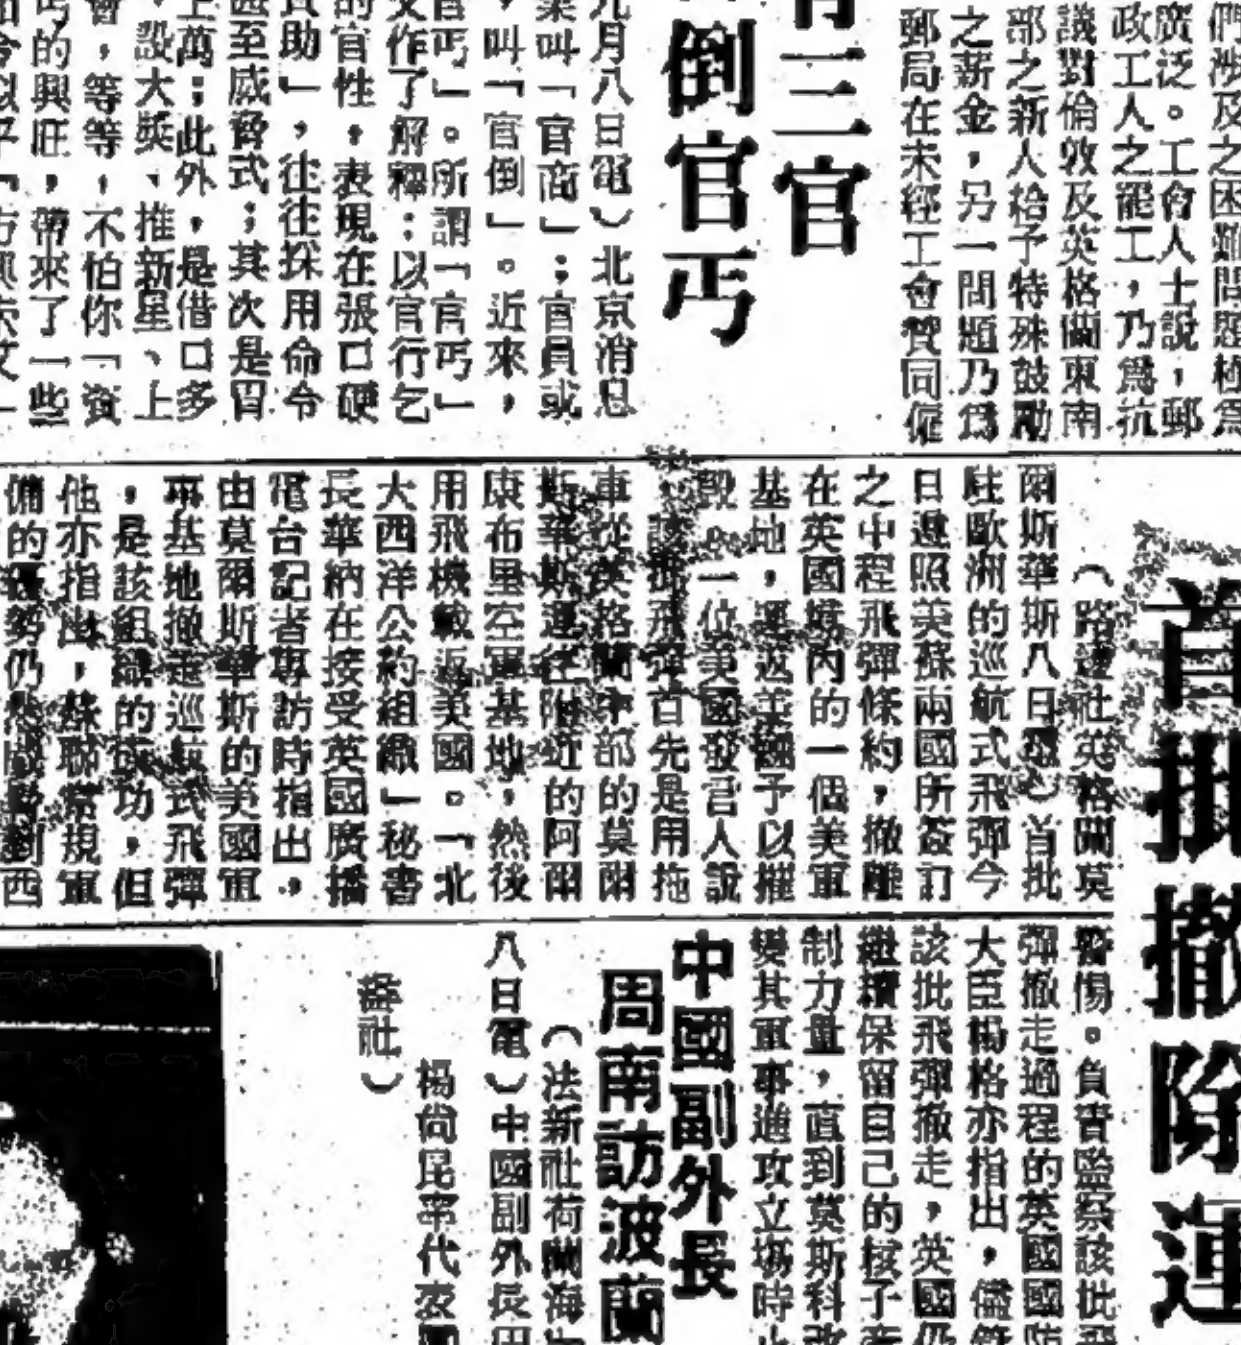 們涉及之困難問題極爲
廣泛。工會人士說，郵
政工人之罷工，乃爲抗
議對倫敦及英格蘭東南
部之新人給予特殊鼓勵
之薪金，另一問題乃爲
郵局在未經工會贊同僱
三官
倒官丐
九月八日電）北京消息
叫「官商」；官員或
，叫「官倒」。近來，
官丐」。所謂「官丐」
文作了解釋：以官行乞
的官性，表現在張口硬
助」，往往採用命令
甚至威脅式；其次是冒
上萬；此外，是借口多
、設大獎、推新星、上
會，等等，不怕你「資
丐的興旺，帶來了一些
首批撤除運
（路透社英格蘭莫
爾斯華斯八日電）首批
駐歐洲的巡航式飛彈今
日遵照美蘇兩國所簽訂
之中程飛彈條約，撤離
在英國境內的一個美軍
基地，運返美國予以摧
毀。一位美國發言人說
，該批飛彈首先是用拖
車從英格蘭中部的莫爾
斯華斯運往附近的阿爾
康布里空軍基地，然後
用飛機載返美國。「北
大西洋公約組織」秘書
長華納在接受英國廣播
電台記者專訪時指出，
由莫爾斯華斯的美國軍
事基地撤走巡航式飛彈
，是該組織的成功，但
他亦指出，蘇聯常規軍
備的優勢仍然威脅對西
警惕。負責監察該批飛
彈撤走過程的英國國防
大臣楊格亦指出，儘管
該批飛彈撤走，英國仍
繼續保留自己的核子
制力量，直到莫斯科改
變其軍事進攻立場時止
中國副外長
周南訪波蘭
（法新社荷蘭海牙
八日電）中國副外長田
楊尚昆率代表團
社）